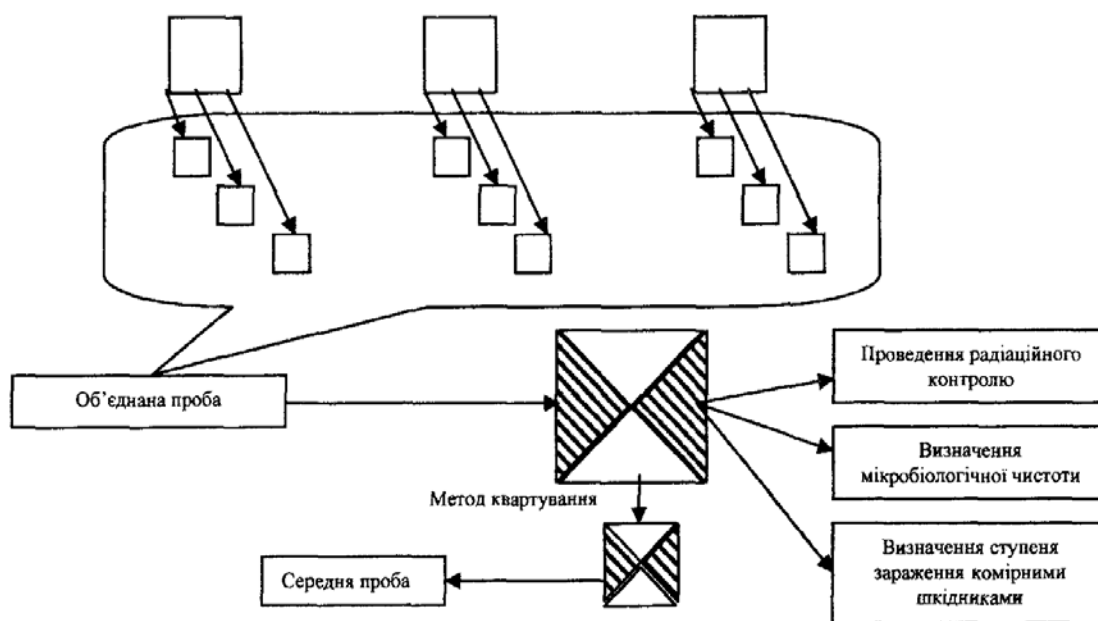 Об’єднана проба
Проведення радіаційного
контролю
Визначення
мікробіологічної чистоти
Метод квартування
Середня проба
Визначення ступеня
зараження комірними
шкідниками